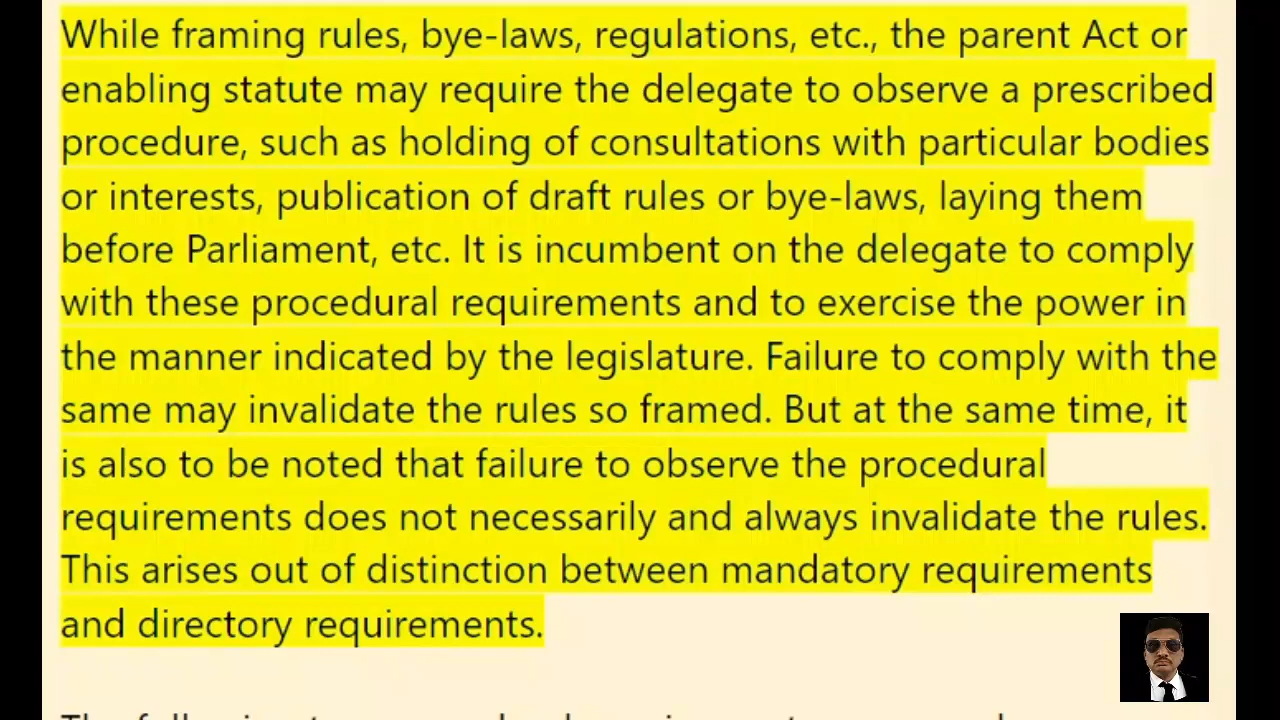 While framing rules, bye-laws, regulations, etc., the parent Act or
enabling statute may require the delegate to observe a prescribed
procedure, such as holding of consultations with particular bodies
or interests, publication of draft rules or bye-laws, laying them
before Parliament, etc. It is incumbent on the delegate to comply
with these procedural requirements and to exercise the power in
the manner indicated by the legislature. Failure to comply with the
same may invalidate the rules so framed. But at the same time, it
is also to be noted that failure to observe the procedural
requirements does not necessarily and always invalidate the rules.
This arises out of distinction between mandatory requirements
and directory requirements.